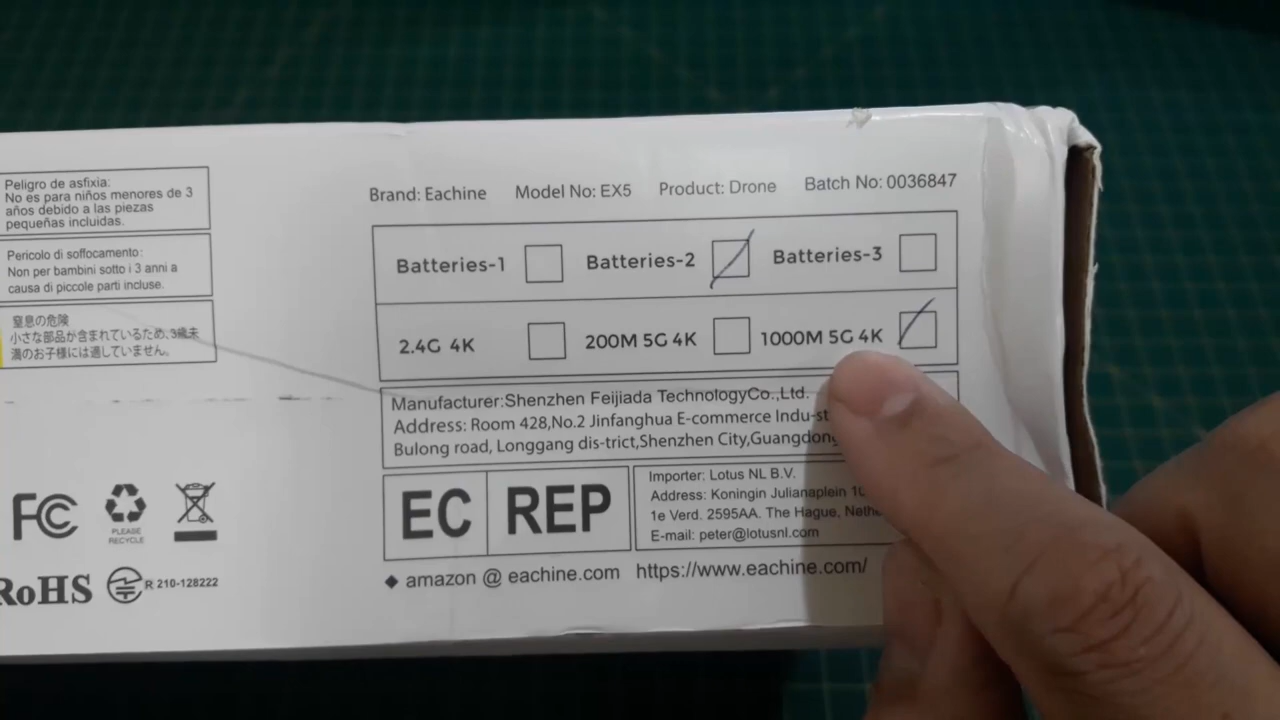 Peligro de asfixia:
No es para niños menores de 3
años debido a las piezas
pequeñas incluidas.
Pericolo di soffocamento:
Non per bambini sotto i 3 anni a
causa di piccole parti incluse.
窒息の危険
小さな部品が含まれているため、3歳未
満のお子様には適していません。
FC
PLEASE
RECYCLE
RoHS
R 210-128222
Brand: Eachine Model No: EX5 Product: Drone Batch No: 0036847
Batteries-1 Batteries-2 Batteries-3
2.4G 4K 200M 5G 4K 1000M 5G 4K
Manufacturer:Shenzhen Feijiada TechnologyCo.,Ltd.
Address: Room 428,No.2 Jinfanghua E-commerce Indu-st
Bulong road, Longgang dis-trict,Shenzhen City,Guangdong
EC REP
Importer: Lotus NL B.V.
Address: Koningin Julianaplein
1e Verd. 2595AA. The Hague,
E-mail: peter@lotusnl.com
◆ amazon @ eachine.com https://www.eachine.com/